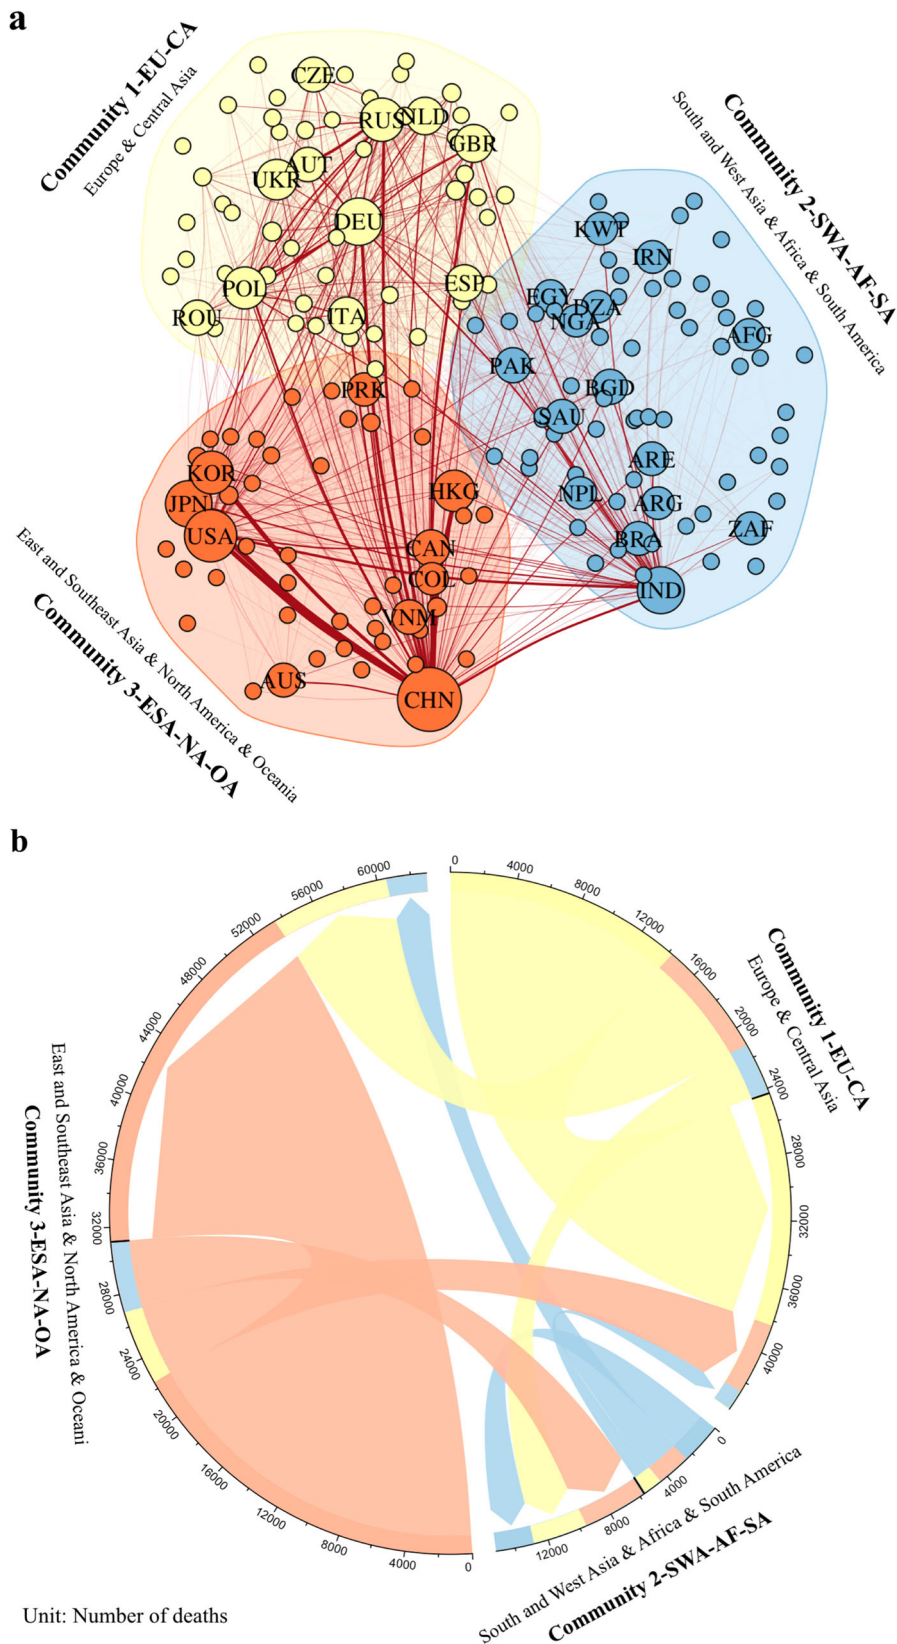 a
Community 1-EU-CA
Europe & Central Asia
Community 2-SWA-AF-SA
South and West Asia & Africa & South America
CZE
RUS
NLD
GBR
AUT
UKR
DEU
POL
ESP
ROU
ITA
KWT
IRN
EGY
DZA
NGA
AFG
PAK
BGD
SAU
ARE
NPL
ARG
BRA
ZAF
IND
PRK
KOR
JPN
HKG
USA
CAN
COL
VNM
AUS
CHN
East and Southeast Asia & North America & Oceania
Community 3-ESA-NA-OA
b
0
4000
8000
12000
16000
20000
24000
28000
32000
36000
40000
Community 1-EU-CA
Europe & Central Asia
0
4000
8000
12000
South and West Asia & Africa & South America
Community 2-SWA-AF-SA
0
4000
8000
12000
16000
20000
24000
28000
32000
36000
40000
44000
48000
52000
56000
60000
East and Southeast Asia & North America & Oceani
Community 3-ESA-NA-OA
Unit: Number of deaths